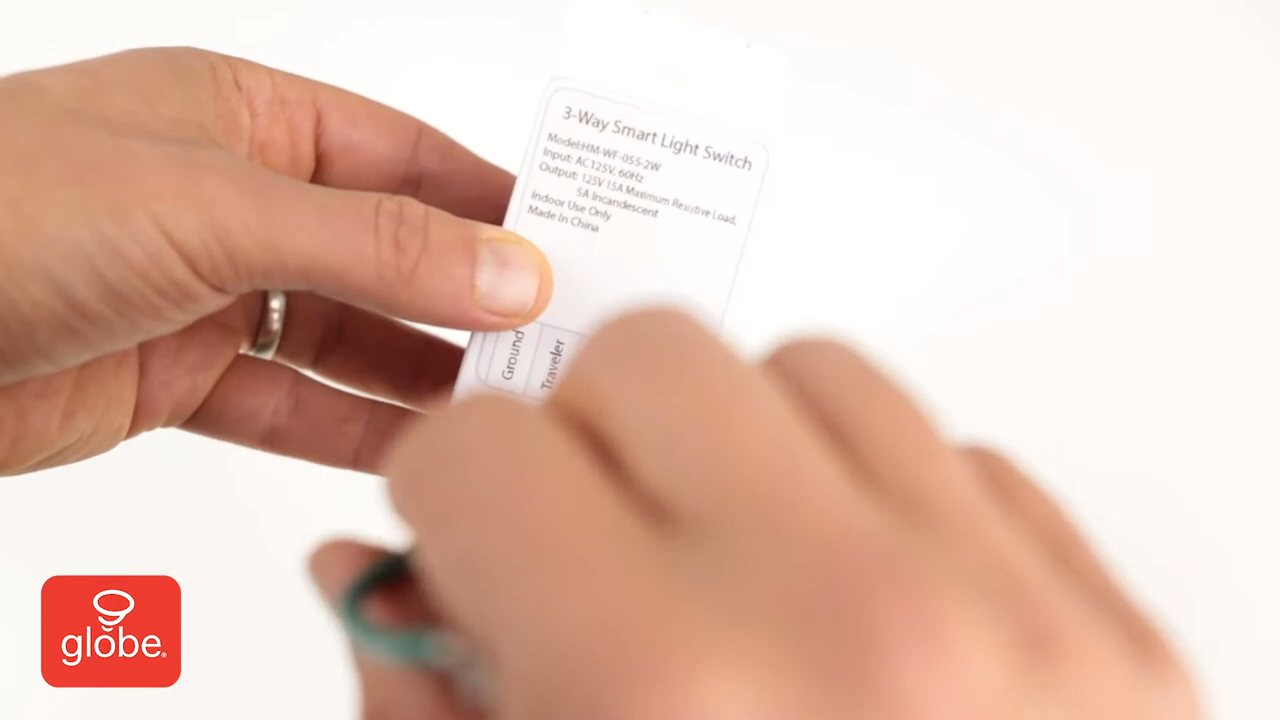 3-Way Smart Light Switch
Model:HM-WF-055-2W
Input: AC125V, 60Hz
Output: 125V 15A Maximum Resistive Load,
5A Incandescent
Indoor Use Only
Made In China
Ground
Traveler
globe®